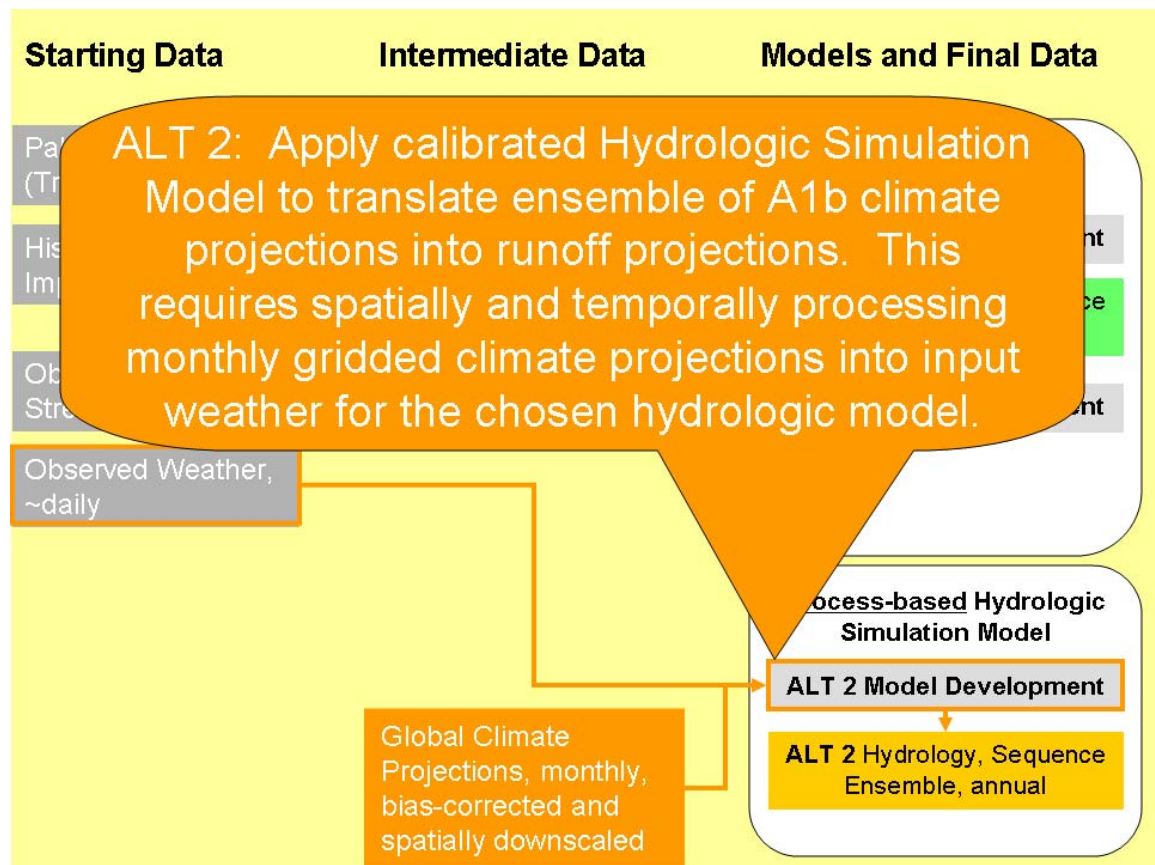 Starting Data
Intermediate Data
Models and Final Data
ALT 2: Apply calibrated Hydrologic Simulation
Model to translate ensemble of A1b climate
projections into runoff projections. This
requires spatially and temporally processing
monthly gridded climate projections into input
weather for the chosen hydrologic model.
Observed Weather,
~daily
Hydrologic
Simulation Model
ALT 2 Model Development
ALT 2 Hydrology, Sequence
Ensemble, annual
Global Climate
Projections, monthly,
bias-corrected and
spatially downscaled